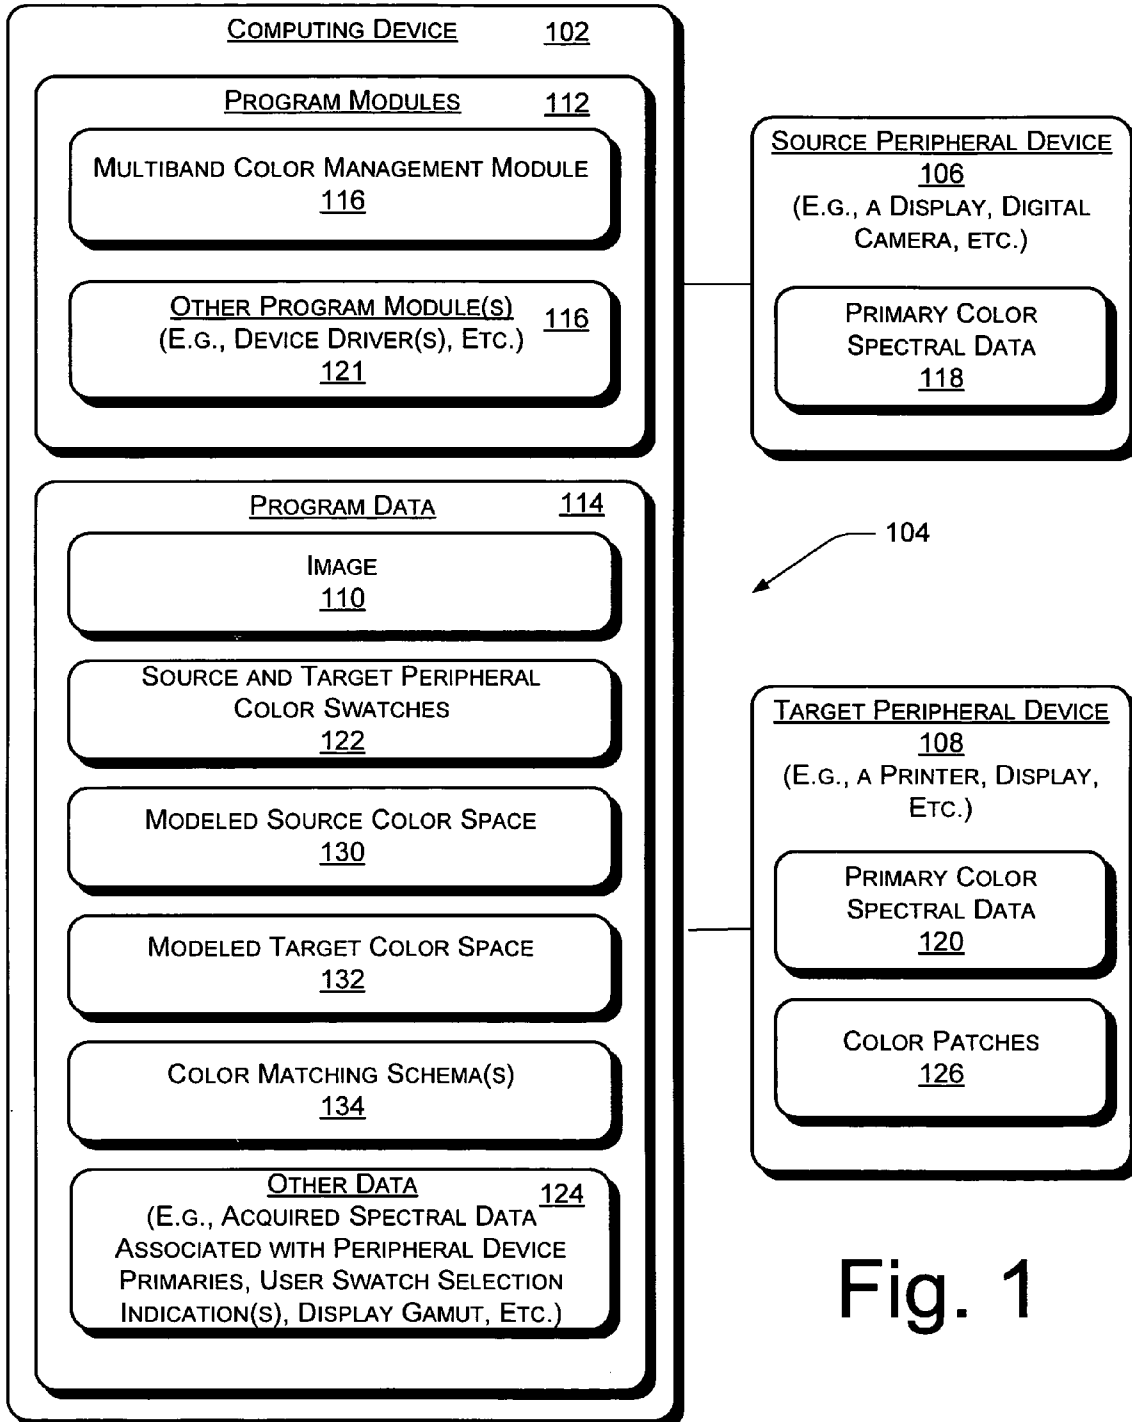 COMPUTING DEVICE 102
PROGRAM MODULES 112
MULTIBAND COLOR MANAGEMENT MODULE
116
OTHER PROGRAM MODULE(S) 116
(E.G., DEVICE DRIVER(S), ETC.)
121
PROGRAM DATA 114
IMAGE
110
SOURCE AND TARGET PERIPHERAL
COLOR SWATCHES
122
MODELED SOURCE COLOR SPACE
130
MODELED TARGET COLOR SPACE
132
COLOR MATCHING SCHEMA(S)
134
OTHER DATA 124
(E.G., ACQUIRED SPECTRAL DATA
ASSOCIATED WITH PERIPHERAL DEVICE
PRIMARIES, USER SWATCH SELECTION
INDICATION(S), DISPLAY GAMUT, ETC.)
SOURCE PERIPHERAL DEVICE
106
(E.G., A DISPLAY, DIGITAL
CAMERA, ETC.)
PRIMARY COLOR
SPECTRAL DATA
118
104
TARGET PERIPHERAL DEVICE
108
(E.G., A PRINTER, DISPLAY,
ETC.)
PRIMARY COLOR
SPECTRAL DATA
120
COLOR PATCHES
126
Fig. 1